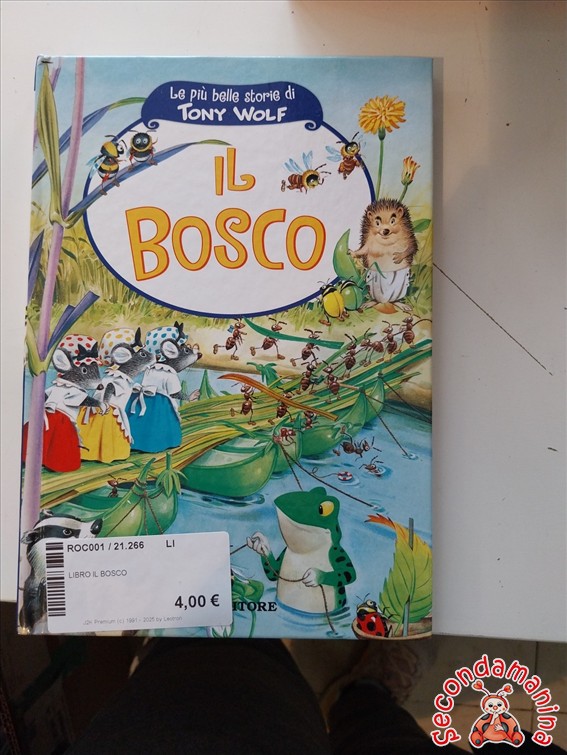 Le più belle storie di
TONY WOLF
IL
BOSCO
ROC001 / 21.266 LI
LIBRO IL BOSCO
4,00 €
ITORE
Secondamanina